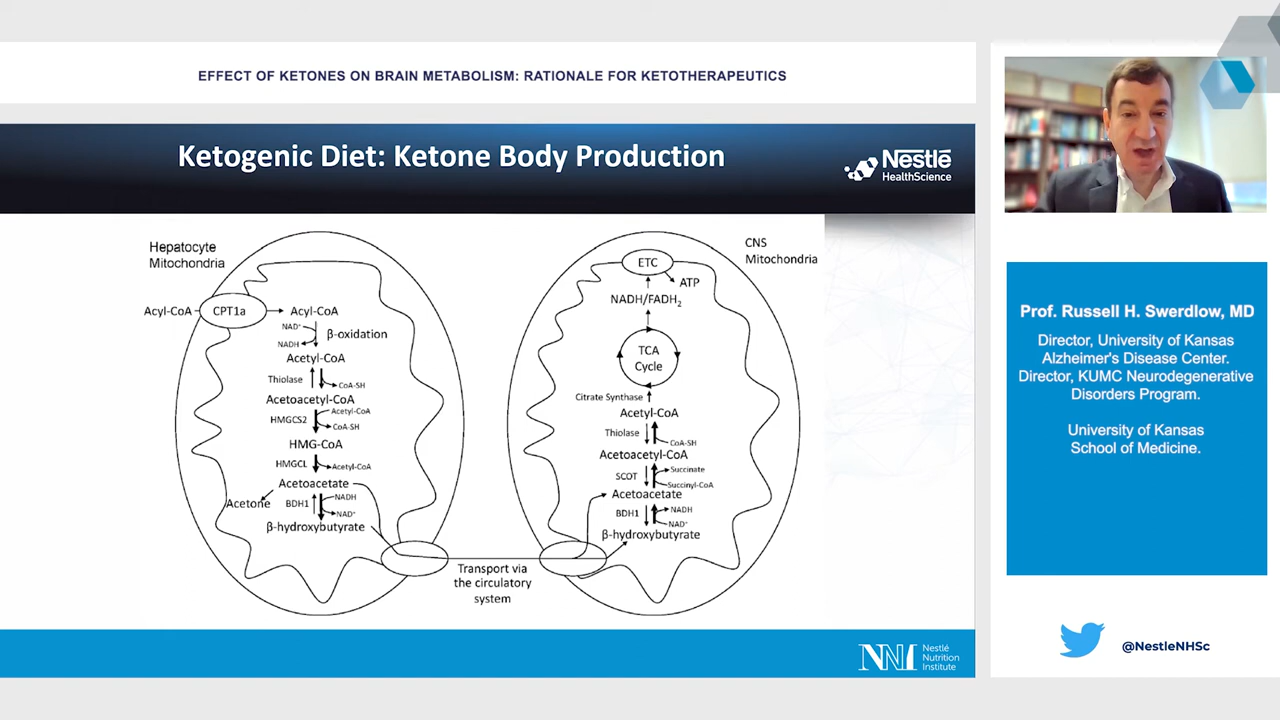 EFFECT OF KETONES ON BRAIN METABOLISM: RATIONALE FOR KETOTHERAPEUTICS
Ketogenic Diet: Ketone Body Production
Nestlé
HealthScience
Hepatocyte
Mitochondria
Acyl-CoA
CPT1a
Acyl-CoA
NAD⁺
NADH
β-oxidation
Acetyl-CoA
Thiolase
CoA-SH
Acetoacetyl-CoA
HMGCS2
Acetyl-CoA
CoA-SH
HMG-CoA
HMGCL
Acetyl-CoA
Acetoacetate
Acetone
BDH1
NADH
NAD⁺
β-hydroxybutyrate
Transport via
the circulatory
system
CNS
Mitochondria
ETC
ATP
NADH/FADH₂
TCA
Cycle
Citrate Synthase
Acetyl-CoA
Thiolase
CoA-SH
Acetoacetyl-CoA
SCOT
Succinate
Succinyl-CoA
Acetoacetate
BDH1
NADH
NAD⁺
β-hydroxybutyrate
NNI
Nestlé
Nutrition
Institute
Prof. Russell H. Swerdlow, MD
Director, University of Kansas
Alzheimer's Disease Center.
Director, KUMC Neurodegenerative
Disorders Program.
University of Kansas
School of Medicine.
@NestleNHSc